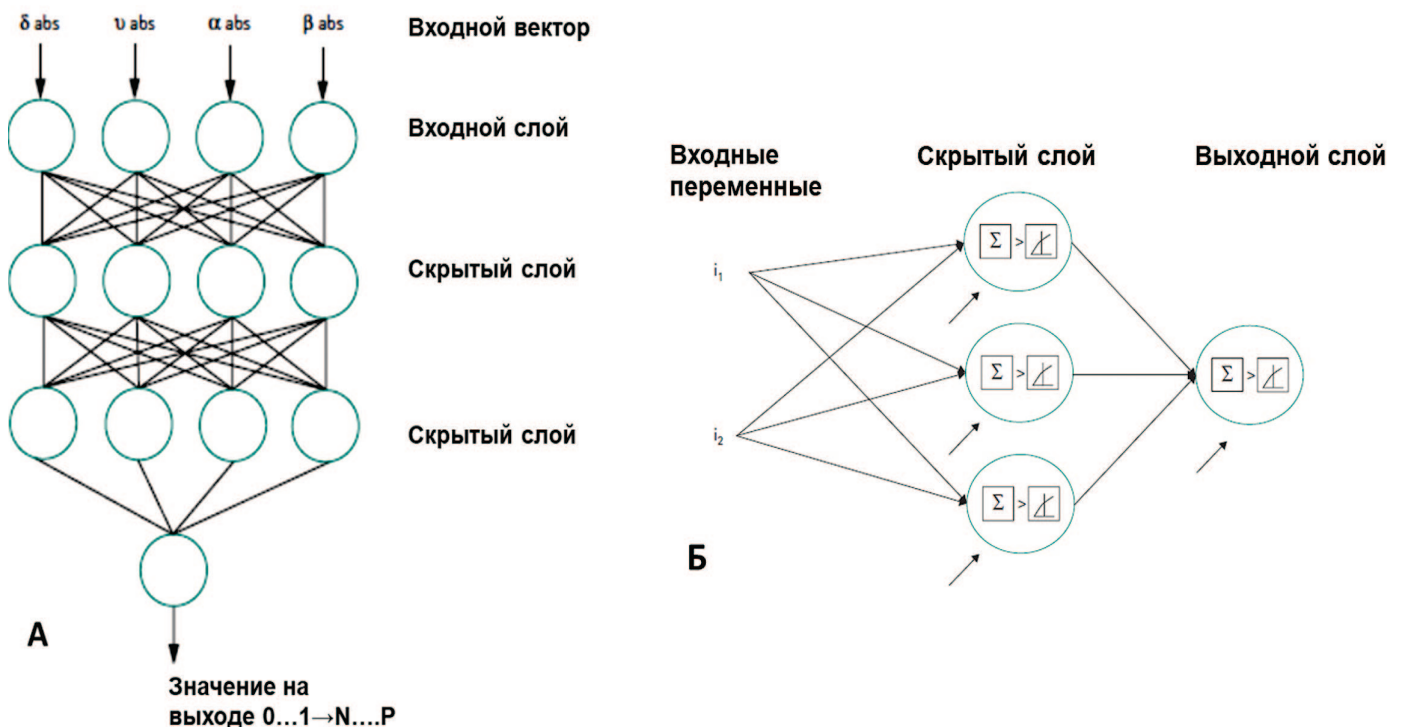 δ abs υ abs α abs β abs
Входной вектор
Входной слой
Скрытый слой
Скрытый слой
А
Значение на
выходе 0...1→N....P
Входные
переменные
Скрытый слой
Выходной слой
i₁
i₂
Σ >
Σ >
Σ >
Σ >
Б